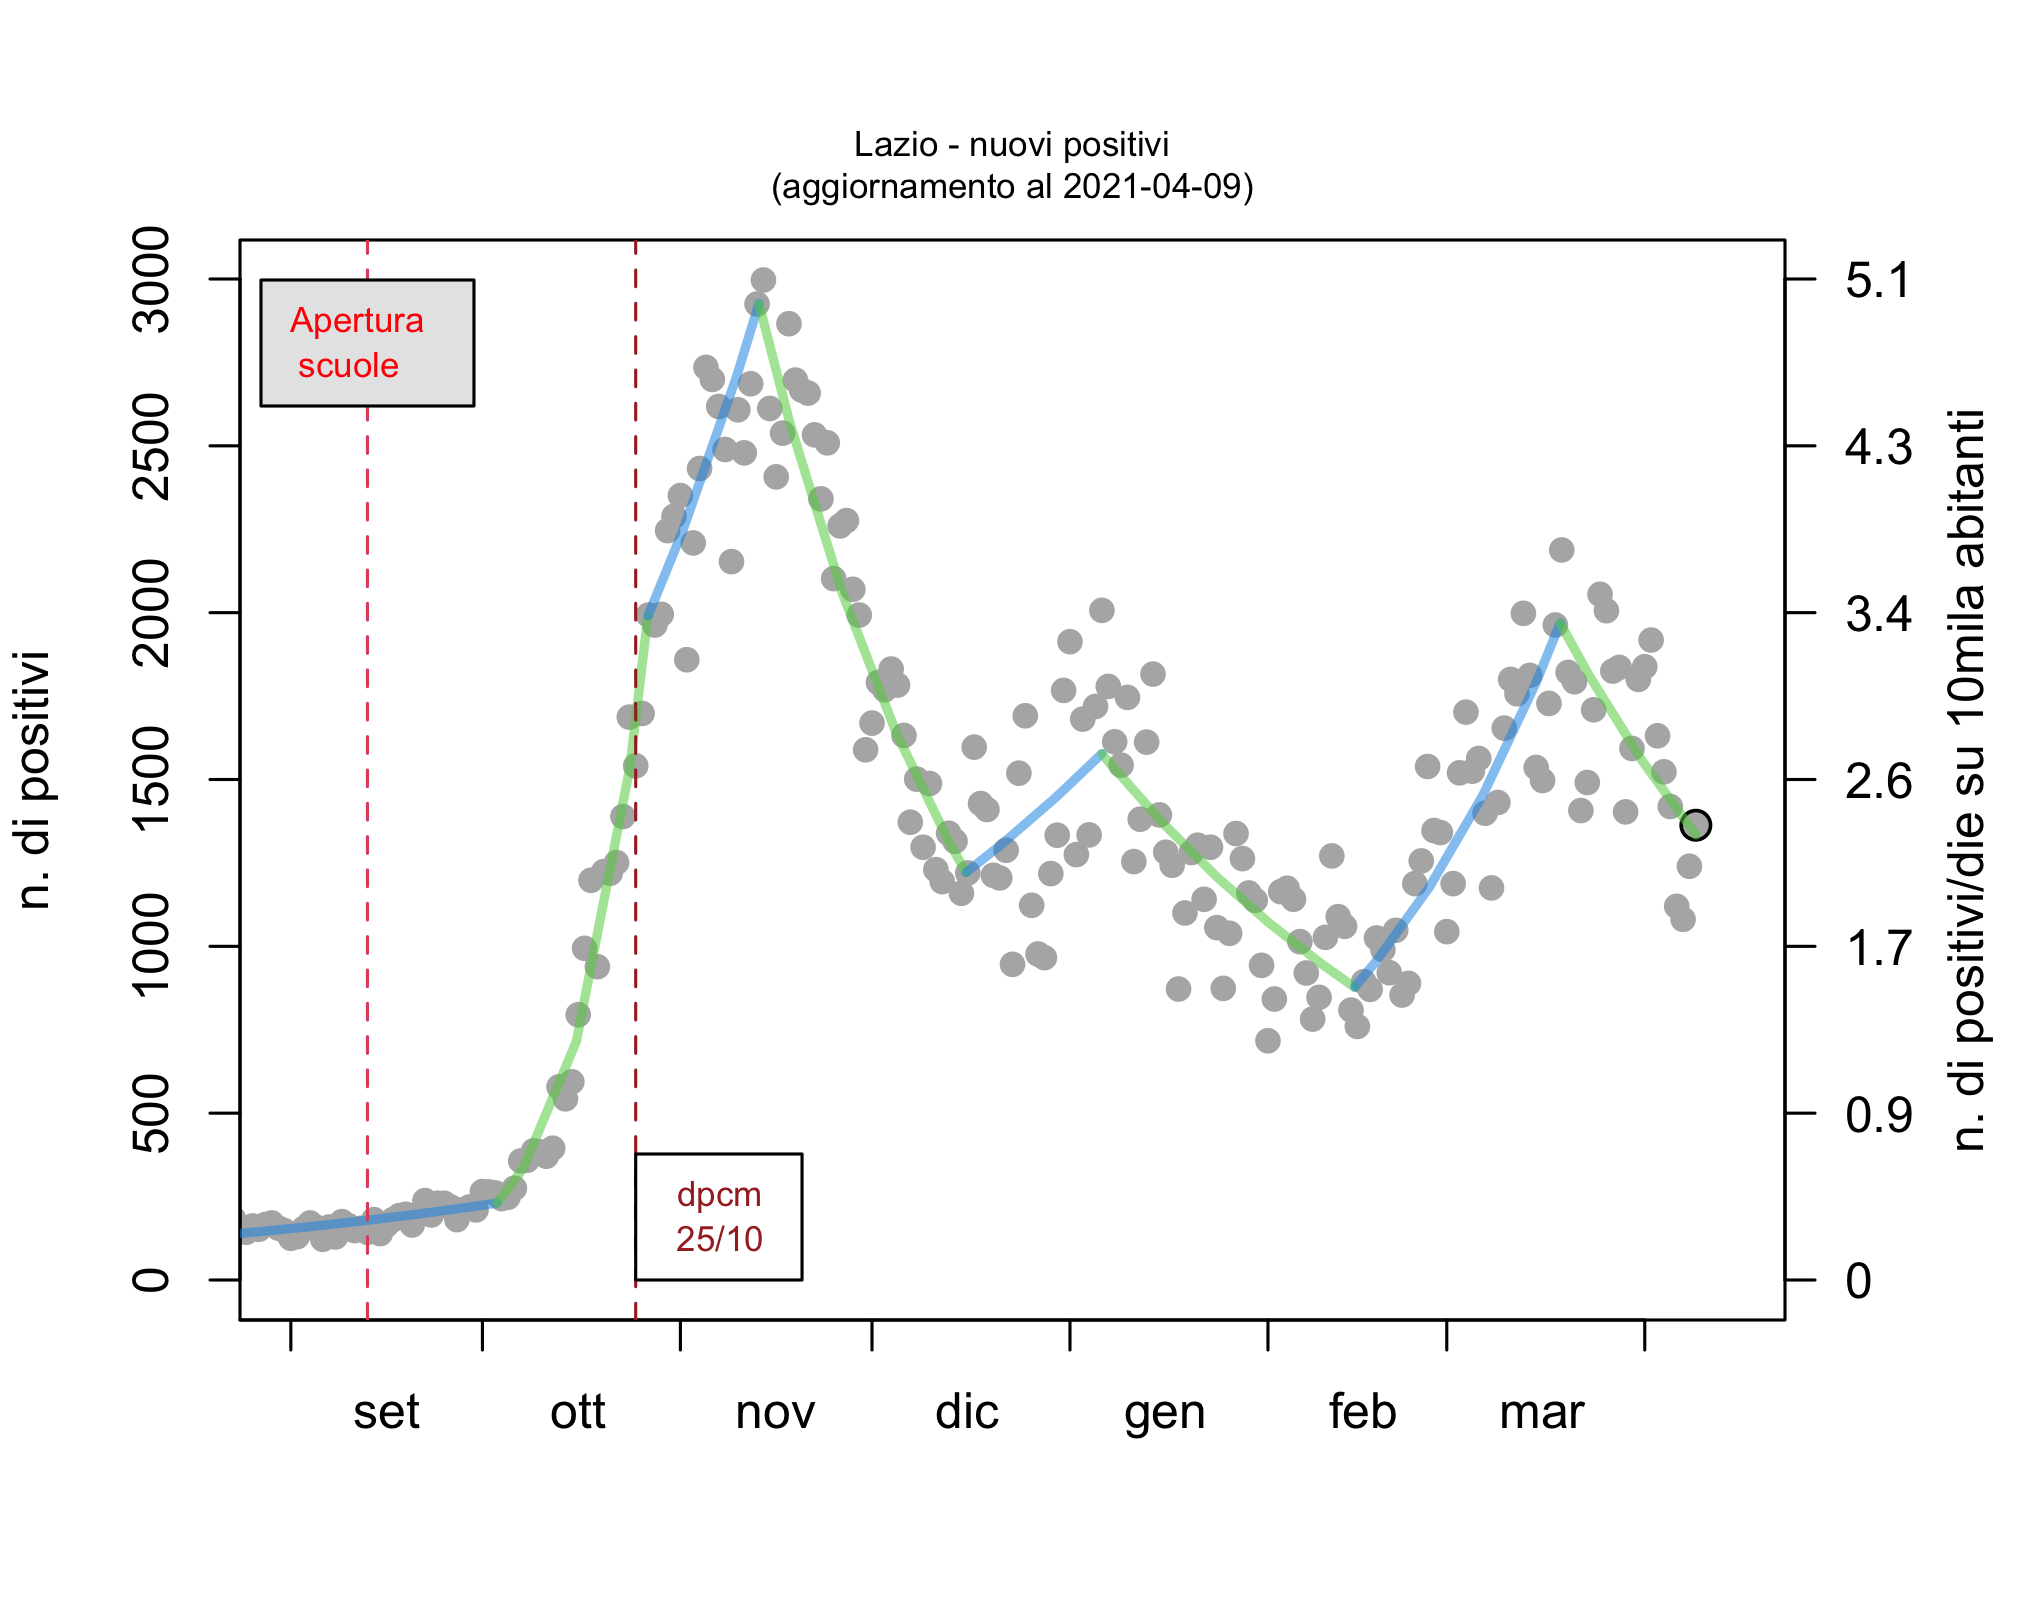 Lazio - nuovi positivi
(aggiornamento al 2021-04-09)
n. di positivi
3000
2500
2000
1500
1000
500
0
Apertura
scuole
dpcm
25/10
5.1
4.3
3.4
2.6
1.7
0.9
0
n. di positivi/die su 10mila abitanti
set ott nov dic gen feb mar